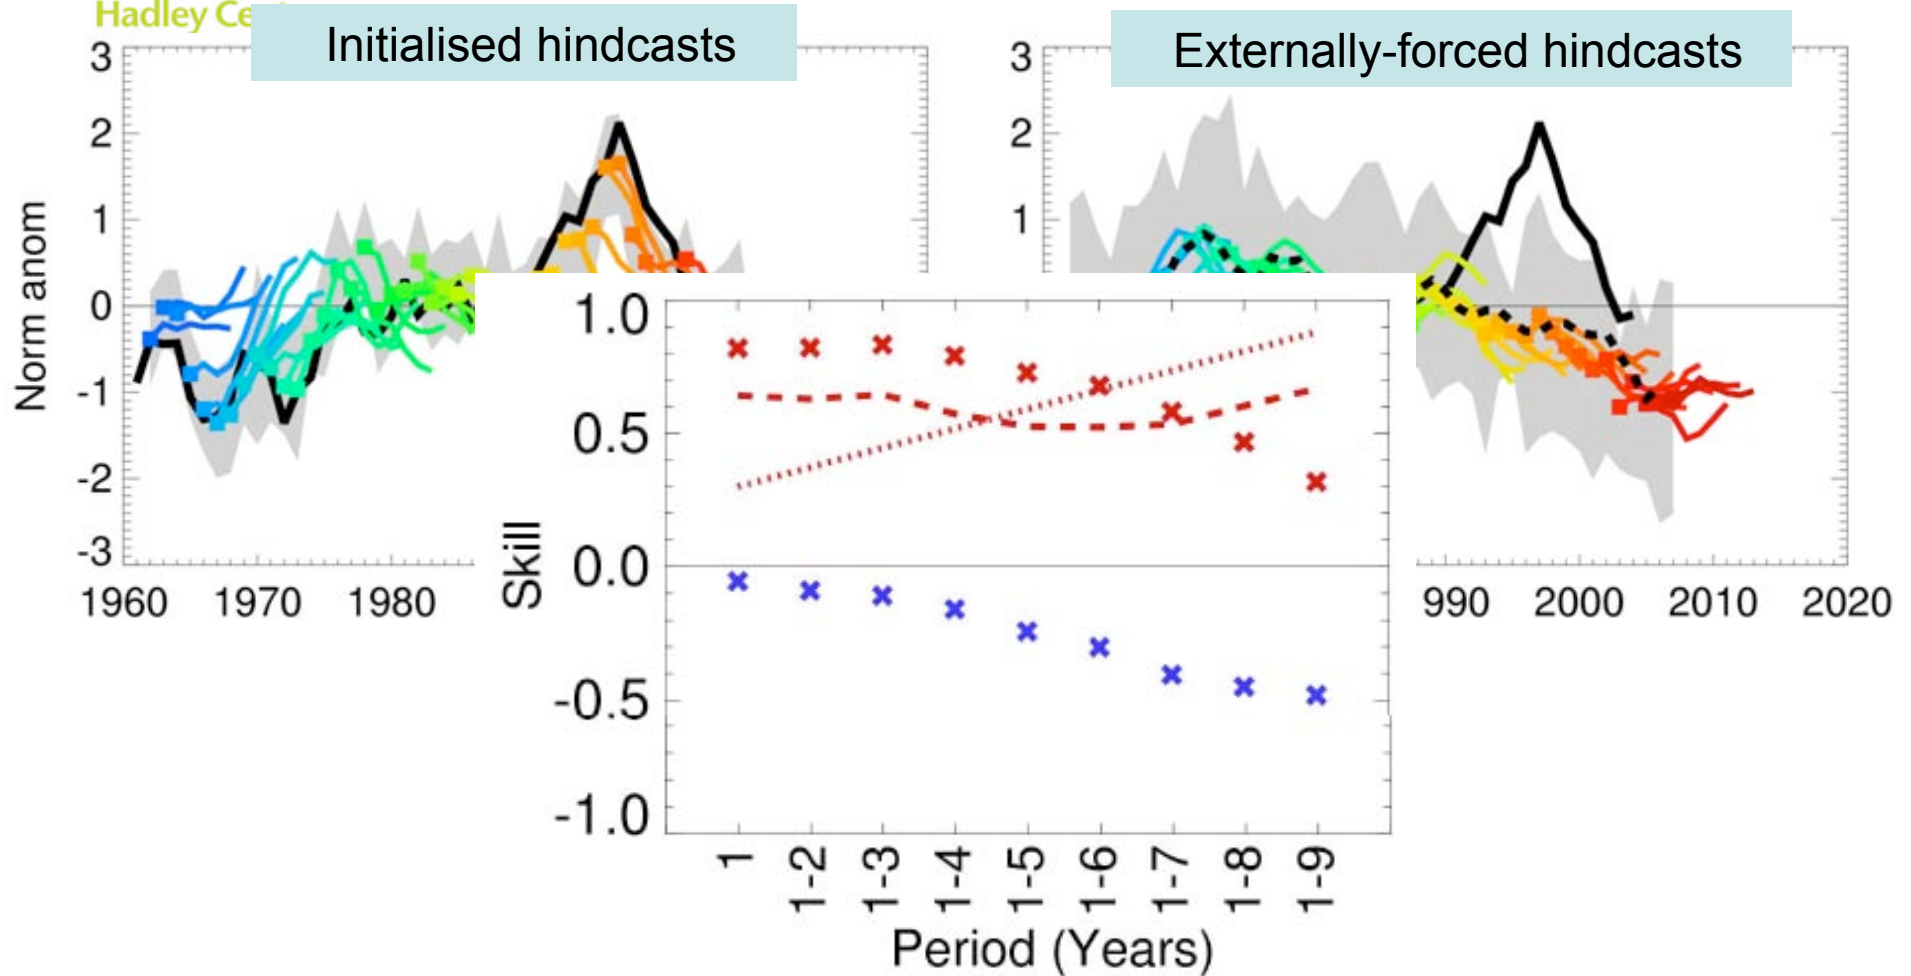 Hadley Ce
Initialised hindcasts
Externally-forced hindcasts
3
2
1
0
-1
-2
-3
Norm anom
1960 1970 1980
3
2
1
990 2000 2010 2020
1.0
0.5
0.0
-0.5
-1.0
Skill
1 1-2 1-3 1-4 1-5 1-6 1-7 1-8 1-9
Period (Years)